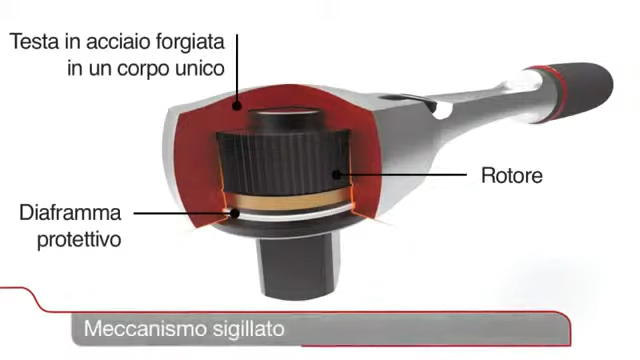 Testa in acciaio forgiata
in un corpo unico
Rotore
Diaframma
protettivo
Meccanismo sigillato